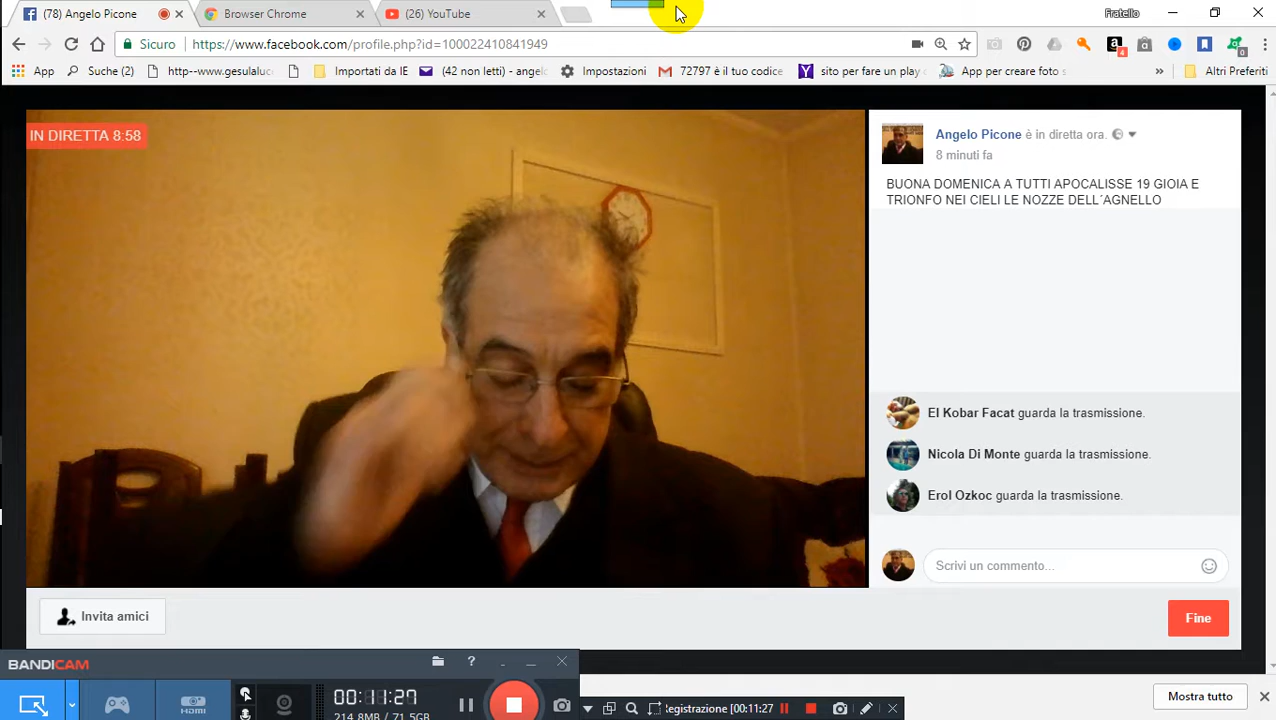 (78) Angelo Picone
Browser Chrome
(26) YouTube
Fratello
Sicuro
https://www.facebook.com/profile.php?id=100022410841949
App
Suche (2)
http--www.gesulaluc
Importati da IE
(42 non letti) - angelo
Impostazioni
72797 è il tuo codice
sito per fare un play
App per creare foto s
»
Altri Preferiti
IN DIRETTA 8:58
Angelo Picone è in diretta ora.
8 minuti fa
BUONA DOMENICA A TUTTI APOCALISSE 19 GIOIA E
TRIONFO NEI CIELI LE NOZZE DELL´AGNELLO
El Kobar Facat guarda la trasmissione.
Nicola Di Monte guarda la trasmissione.
Erol Ozkoc guarda la trasmissione.
Scrivi un commento...
Invita amici
Fine
BANDICAM
HDMI
00:11:27
214.8MB / 71.5GB
Registrazione [00:11:27
Mostra tutto
4
0